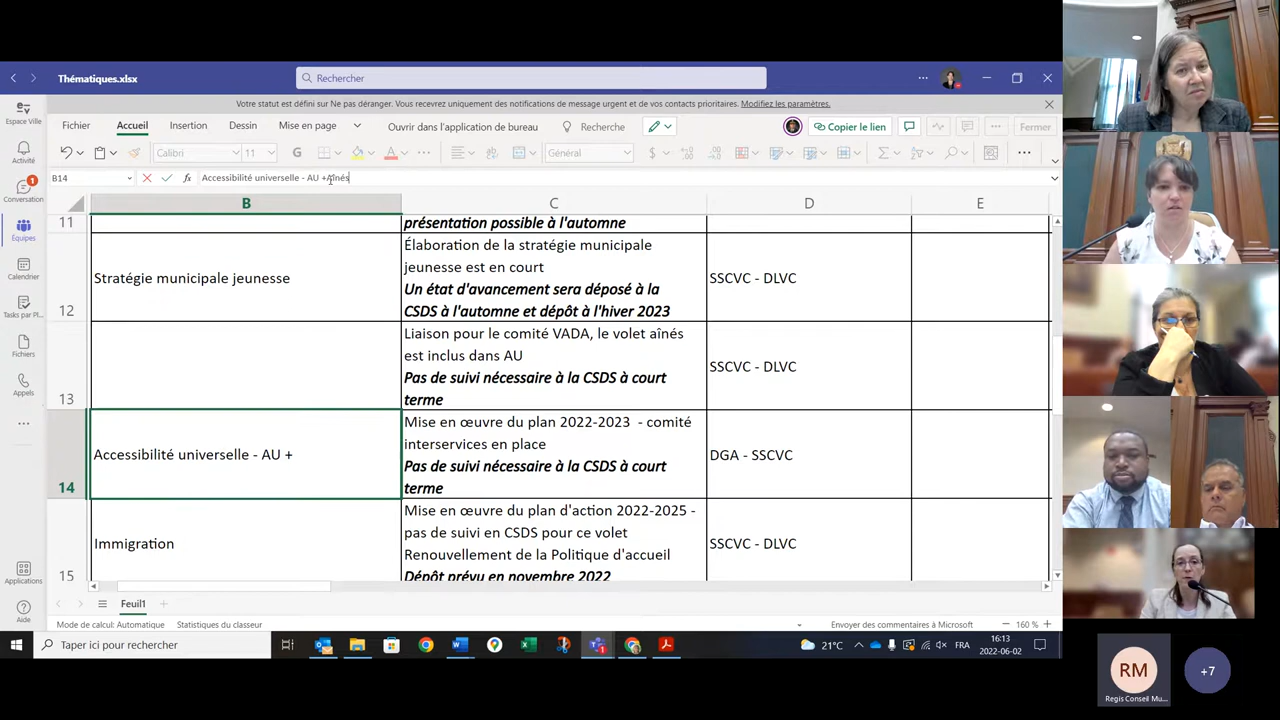 Thématiques.xlsx
Rechercher
Votre statut est défini sur Ne pas déranger. Vous recevrez uniquement des notifications de message urgent et de vos contacts prioritaires. Modifiez les paramètres.
Espace Ville
Activité
1
Conversation
Équipes
Calendrier
Tasks par Pl...
Fichiers
Appels
Applications
Aide
Fichier Accueil Insertion Dessin Mise en page Ouvrir dans l'application de bureau Recherche Copier le lien Fermer
Calibri 11 G Général
B14 fx Accessibilité universelle - AU +Aînés
B C D E
11
présentation possible à l'automne
12
Stratégie municipale jeunesse
Élaboration de la stratégie municipale
jeunesse est en court
Un état d'avancement sera déposé à la
CSDS à l'automne et dépôt à l'hiver 2023
SSCVC - DLVC
13
Liaison pour le comité VADA, le volet aînés
est inclus dans AU
Pas de suivi nécessaire à la CSDS à court
terme
SSCVC - DLVC
14
Accessibilité universelle - AU +
Mise en œuvre du plan 2022-2023 - comité
interservices en place
Pas de suivi nécessaire à la CSDS à court
terme
DGA - SSCVC
15
Immigration
Mise en œuvre du plan d'action 2022-2025 -
pas de suivi en CSDS pour ce volet
Renouvellement de la Politique d'accueil
Dépôt prévu en novembre 2022
SSCVC - DLVC
Feuil1
Mode de calcul: Automatique Statistiques du classeur Envoyer des commentaires à Microsoft 160 %
Taper ici pour rechercher
21°C
FRA
16:13
2022-06-02
RM
Regis Conseil Mu...
+7